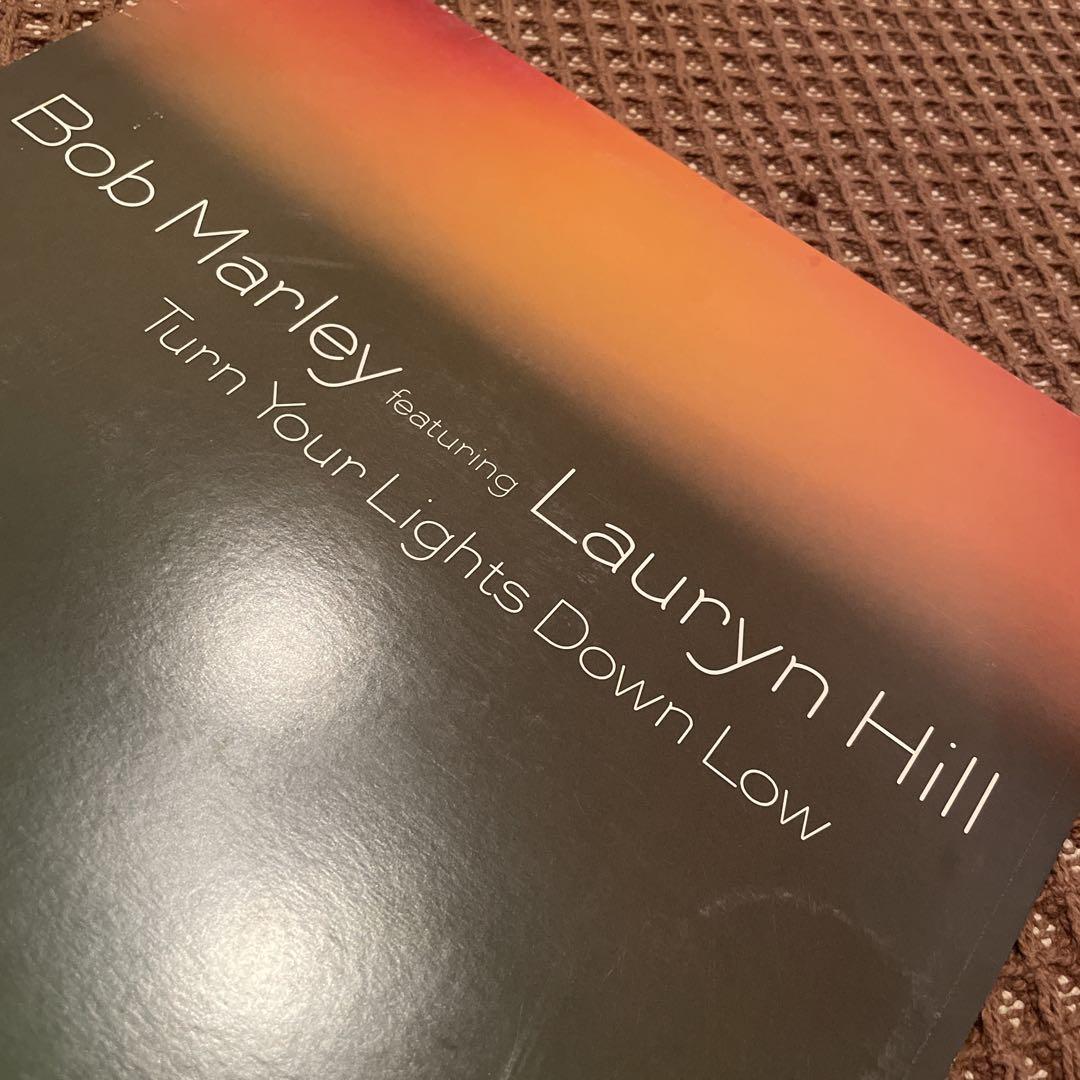 Bob Marley featuring Lauryn Hill
Turn Your Lights Down Low